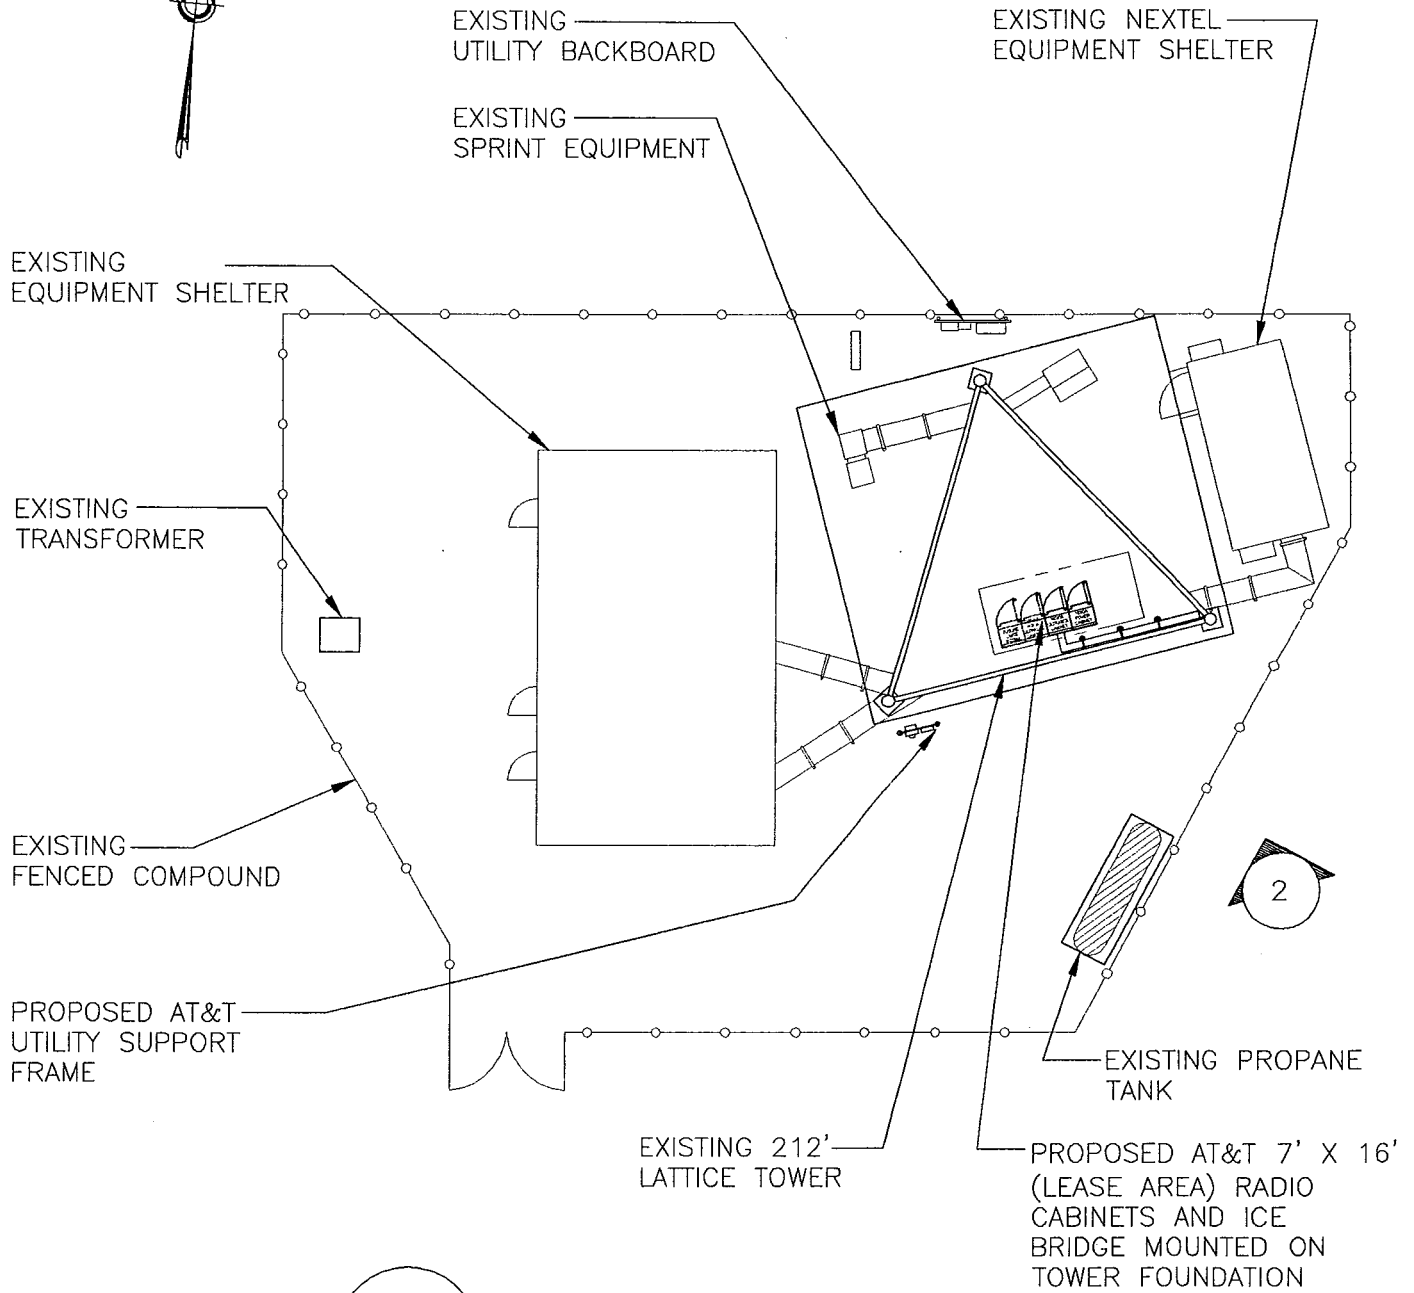 EXISTING
UTILITY BACKBOARD
EXISTING NEXTEL
EQUIPMENT SHELTER
EXISTING
SPRINT EQUIPMENT
EXISTING
EQUIPMENT SHELTER
EXISTING
TRANSFORMER
EXISTING
FENCED COMPOUND
2
PROPOSED AT&T
UTILITY SUPPORT
FRAME
EXISTING PROPANE
TANK
EXISTING 212'
LATTICE TOWER
PROPOSED AT&T 7' X 16'
(LEASE AREA) RADIO
CABINETS AND ICE
BRIDGE MOUNTED ON
TOWER FOUNDATION